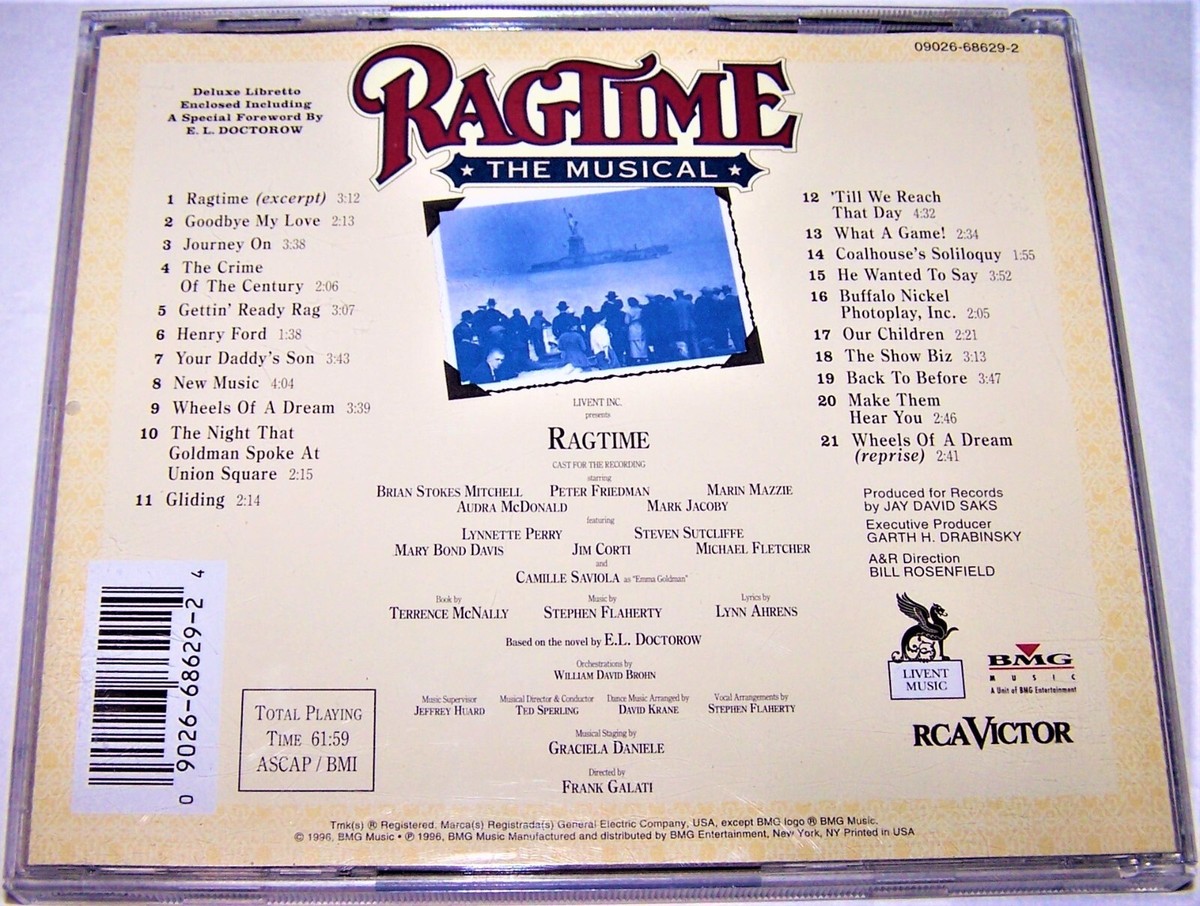 09026-68629-2
Deluxe Libretto
Enclosed Including
A Special Foreword By
E. L. DOCTOROW
RAGTIME
THE MUSICAL
1 Ragtime (excerpt) 3:12
2 Goodbye My Love 2:13
3 Journey On 3:38
4 The Crime
Of The Century 2:06
5 Gettin' Ready Rag 3:07
6 Henry Ford 1:38
7 Your Daddy's Son 3:43
8 New Music 4:04
9 Wheels Of A Dream 3:39
10 The Night That
Goldman Spoke At
Union Square 2:15
11 Gliding 2:14
12 'Till We Reach
That Day 4:32
13 What A Game! 2:34
14 Coalhouse's Soliloquy 1:55
15 He Wanted To Say 3:52
16 Buffalo Nickel
Photoplay, Inc. 2:05
17 Our Children 2:21
18 The Show Biz 3:13
19 Back To Before 3:47
20 Make Them
Hear You 2:46
21 Wheels Of A Dream
(reprise) 2:41
LIVENT INC.
presents
RAGTIME
CAST FOR THE RECORDING
starring
BRIAN STOKES MITCHELL PETER FRIEDMAN MARIN MAZZIE
AUDRA MCDONALD MARK JACOBY
featuring
LYNNETTE PERRY STEVEN SUTCLIFFE
MARY BOND DAVIS JIM CORTI MICHAEL FLETCHER
and
CAMILLE SAVIOLA as "Emma Goldman"
Book by Music by Lyrics by
TERRENCE MCNALLY STEPHEN FLAHERTY LYNN AHRENS
Based on the novel by E.L. DOCTOROW
Orchestrations by
WILLIAM DAVID BROHN
Music Supervisor Musical Director & Conductor Dance Music Arranged by Vocal Arrangements by
JEFFREY HUARD TED SPERLING DAVID KRANE STEPHEN FLAHERTY
Musical Staging by
GRACIELA DANIELE
Directed by
FRANK GALATI
Produced for Records
by JAY DAVID SAKS
Executive Producer
GARTH H. DRABINSKY
A&R Direction
BILL ROSENFIELD
LIVENT
MUSIC
BMG
MUSIC
A Unit of BMG Entertainment
RCA VICTOR
0 9026-68629-2 4
TOTAL PLAYING
TIME 61:59
ASCAP / BMI
Tmk(s) ® Registered. Marca(s) Registrada(s) General Electric Company, USA, except BMG logo ® BMG Music.
© 1996, BMG Music • ℗ 1996, BMG Music Manufactured and distributed by BMG Entertainment, New York, NY Printed in USA